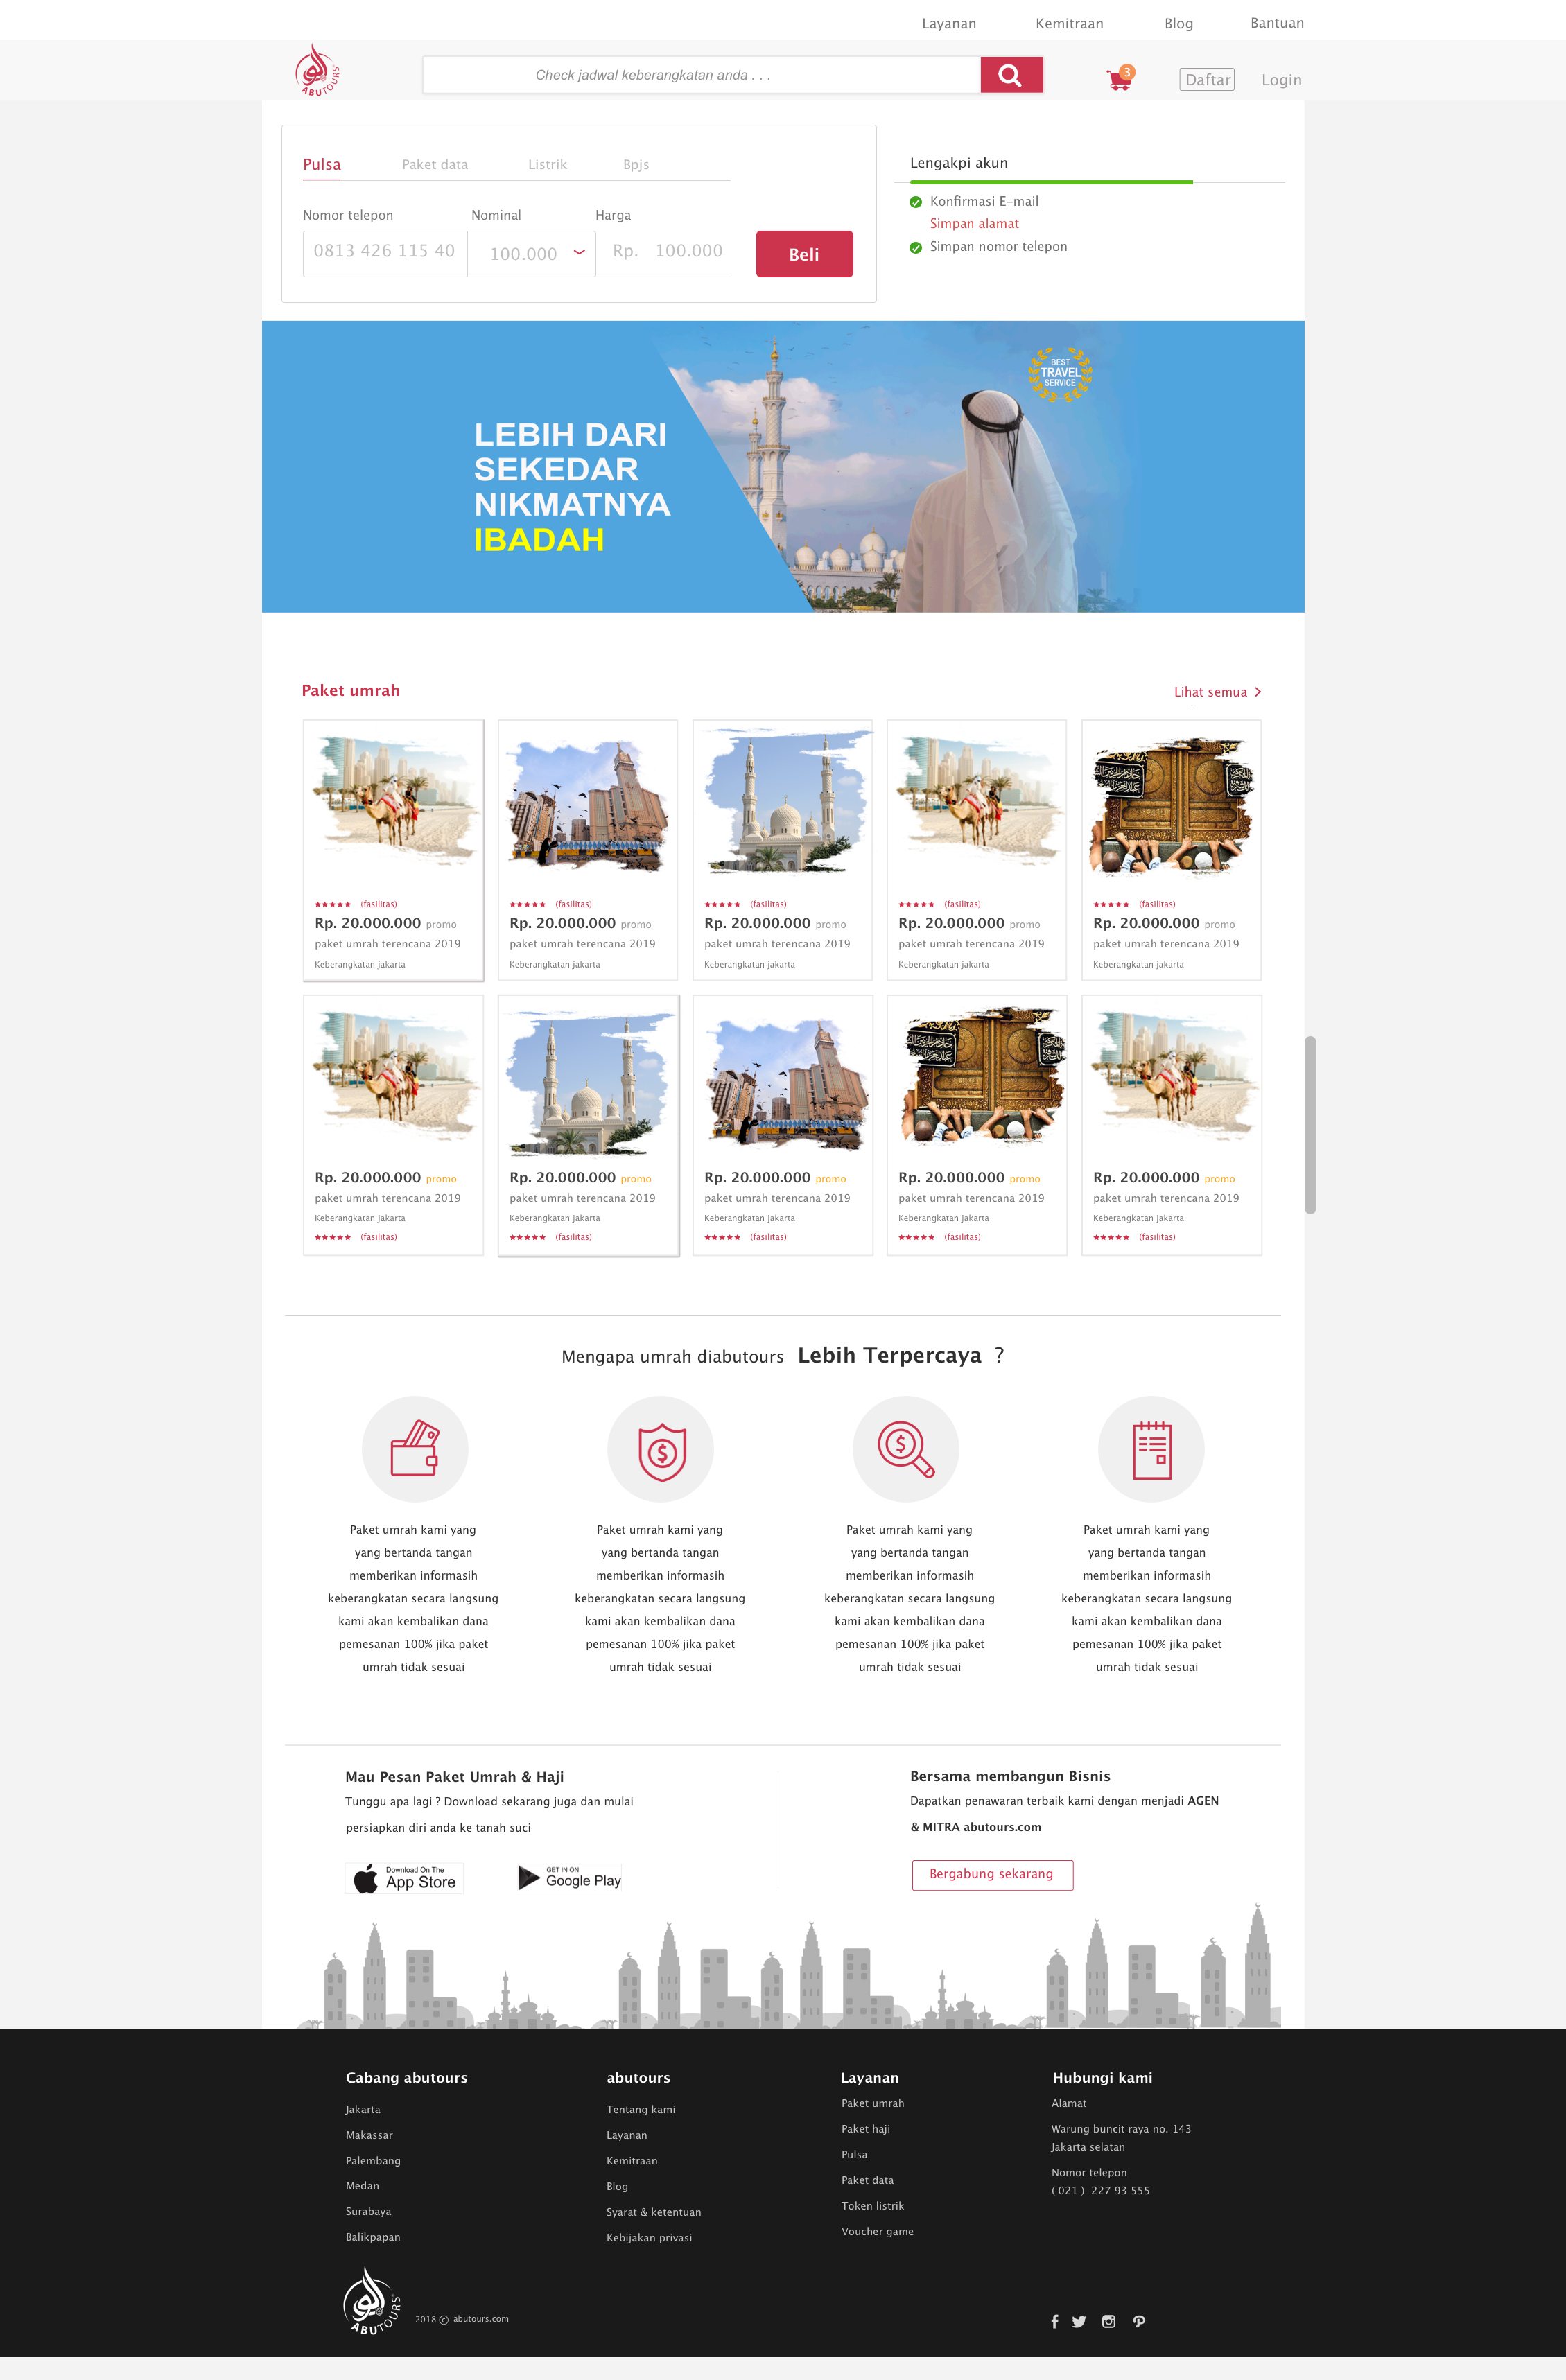 Layanan Kemitraan Blog Bantuan
ABUTOURS
Check jadwal keberangkatan anda . . .
3
Daftar Login
Pulsa Paket data Listrik Bpjs
Nomor telepon Nominal Harga
0813 426 115 40 100.000 Rp. 100.000
Beli
Lengakpi akun
Konfirmasi E-mail
Simpan alamat
Simpan nomor telepon
BEST
TRAVEL
SERVICE
LEBIH DARI
SEKEDAR
NIKMATNYA
IBADAH
Paket umrah
Lihat semua
(fasilitas) (fasilitas) (fasilitas) (fasilitas) (fasilitas)
Rp. 20.000.000 promo Rp. 20.000.000 promo Rp. 20.000.000 promo Rp. 20.000.000 promo Rp. 20.000.000 promo
paket umrah terencana 2019 paket umrah terencana 2019 paket umrah terencana 2019 paket umrah terencana 2019 paket umrah terencana 2019
Keberangkatan jakarta Keberangkatan jakarta Keberangkatan jakarta Keberangkatan jakarta Keberangkatan jakarta
Rp. 20.000.000 promo Rp. 20.000.000 promo Rp. 20.000.000 promo Rp. 20.000.000 promo Rp. 20.000.000 promo
paket umrah terencana 2019 paket umrah terencana 2019 paket umrah terencana 2019 paket umrah terencana 2019 paket umrah terencana 2019
Keberangkatan jakarta Keberangkatan jakarta Keberangkatan jakarta Keberangkatan jakarta Keberangkatan jakarta
(fasilitas) (fasilitas) (fasilitas) (fasilitas) (fasilitas)
Mengapa umrah diabutours Lebih Terpercaya ?
Paket umrah kami yang
yang bertanda tangan
memberikan informasih
keberangkatan secara langsung
kami akan kembalikan dana
pemesanan 100% jika paket
umrah tidak sesuai
Paket umrah kami yang
yang bertanda tangan
memberikan informasih
keberangkatan secara langsung
kami akan kembalikan dana
pemesanan 100% jika paket
umrah tidak sesuai
Paket umrah kami yang
yang bertanda tangan
memberikan informasih
keberangkatan secara langsung
kami akan kembalikan dana
pemesanan 100% jika paket
umrah tidak sesuai
Paket umrah kami yang
yang bertanda tangan
memberikan informasih
keberangkatan secara langsung
kami akan kembalikan dana
pemesanan 100% jika paket
umrah tidak sesuai
Mau Pesan Paket Umrah & Haji
Tunggu apa lagi ? Download sekarang juga dan mulai
persiapkan diri anda ke tanah suci
Download On The
App Store
GET IN ON
Google Play
Bersama membangun Bisnis
Dapatkan penawaran terbaik kami dengan menjadi AGEN
& MITRA abutours.com
Bergabung sekarang
Cabang abutours
Jakarta
Makassar
Palembang
Medan
Surabaya
Balikpapan
abutours
Tentang kami
Layanan
Kemitraan
Blog
Syarat & ketentuan
Kebijakan privasi
Layanan
Paket umrah
Paket haji
Pulsa
Paket data
Token listrik
Voucher game
Hubungi kami
Alamat
Warung buncit raya no. 143
Jakarta selatan
Nomor telepon
( 021 ) 227 93 555
ABUTOURS
2018 © abutours.com